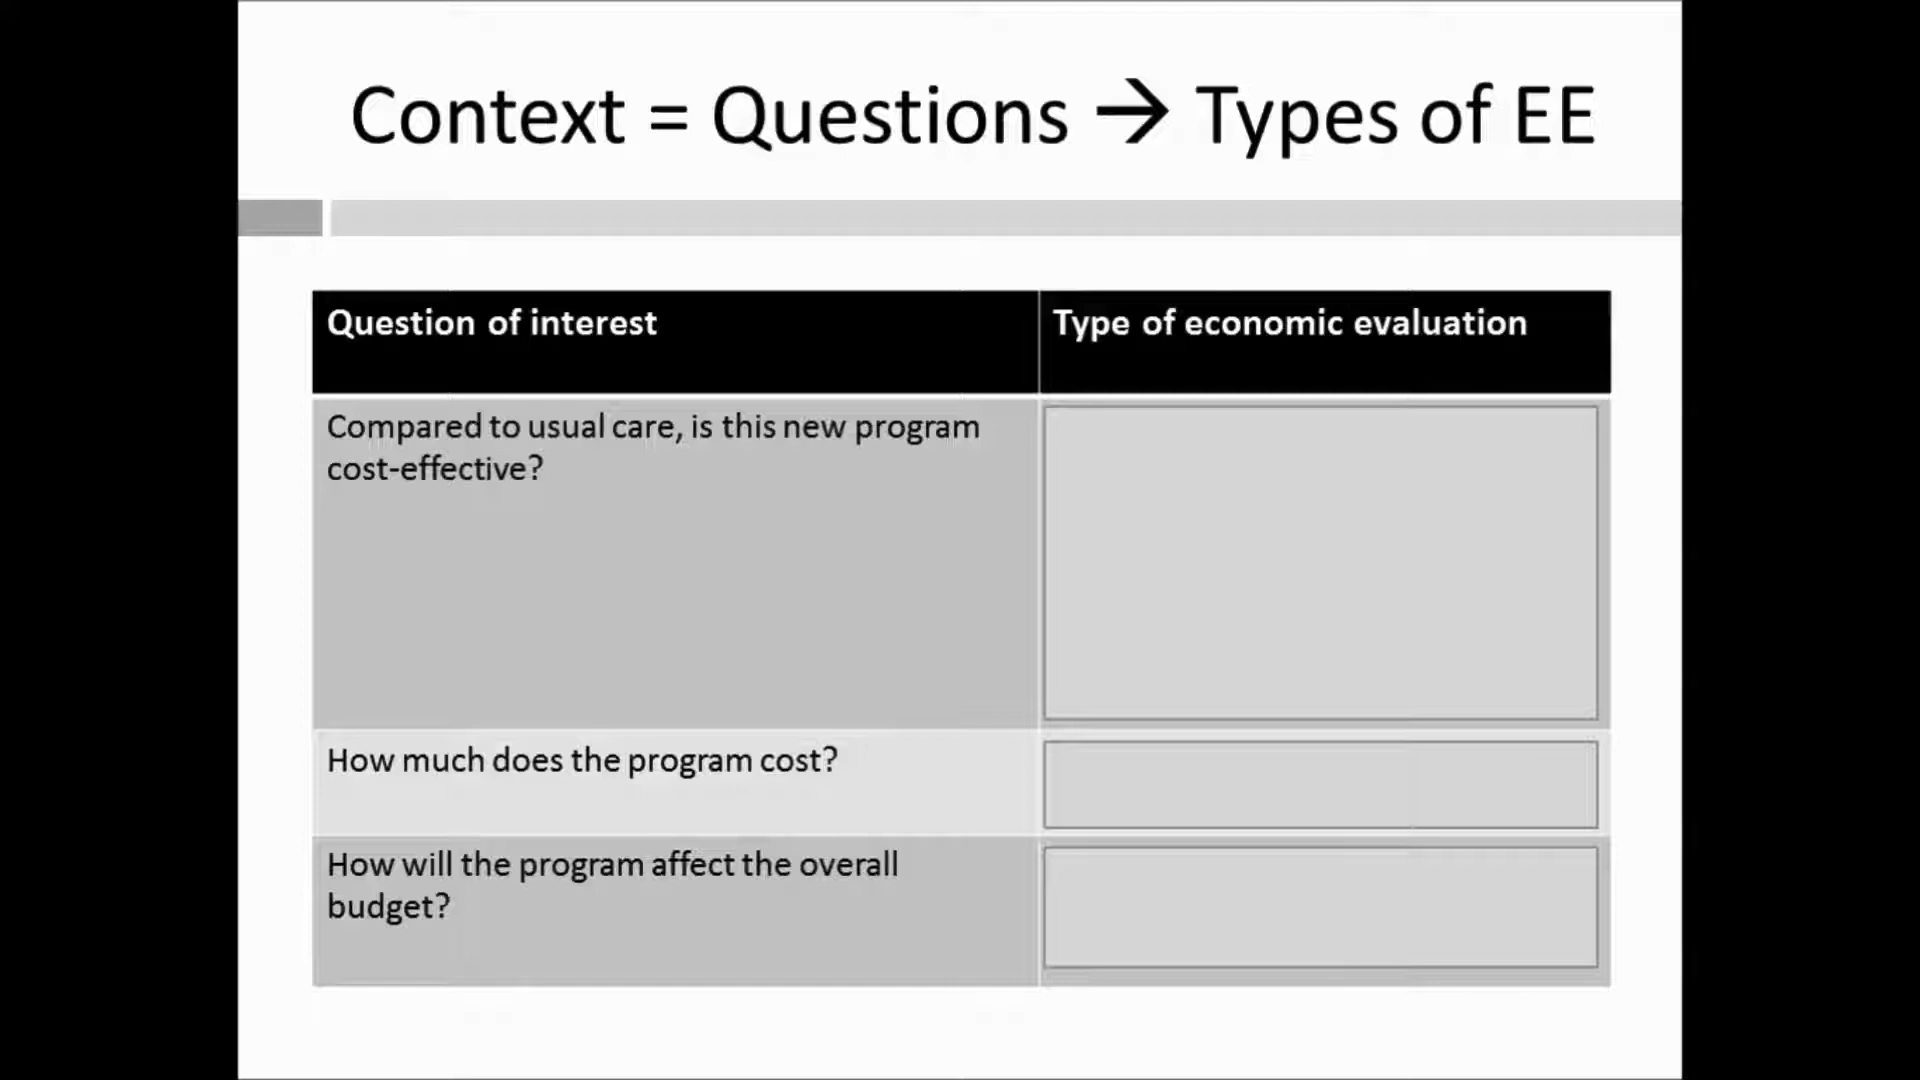 Context = Questions → Types of EE
Question of interest
Type of economic evaluation
Compared to usual care, is this new program
cost-effective?
How much does the program cost?
How will the program affect the overall
budget?